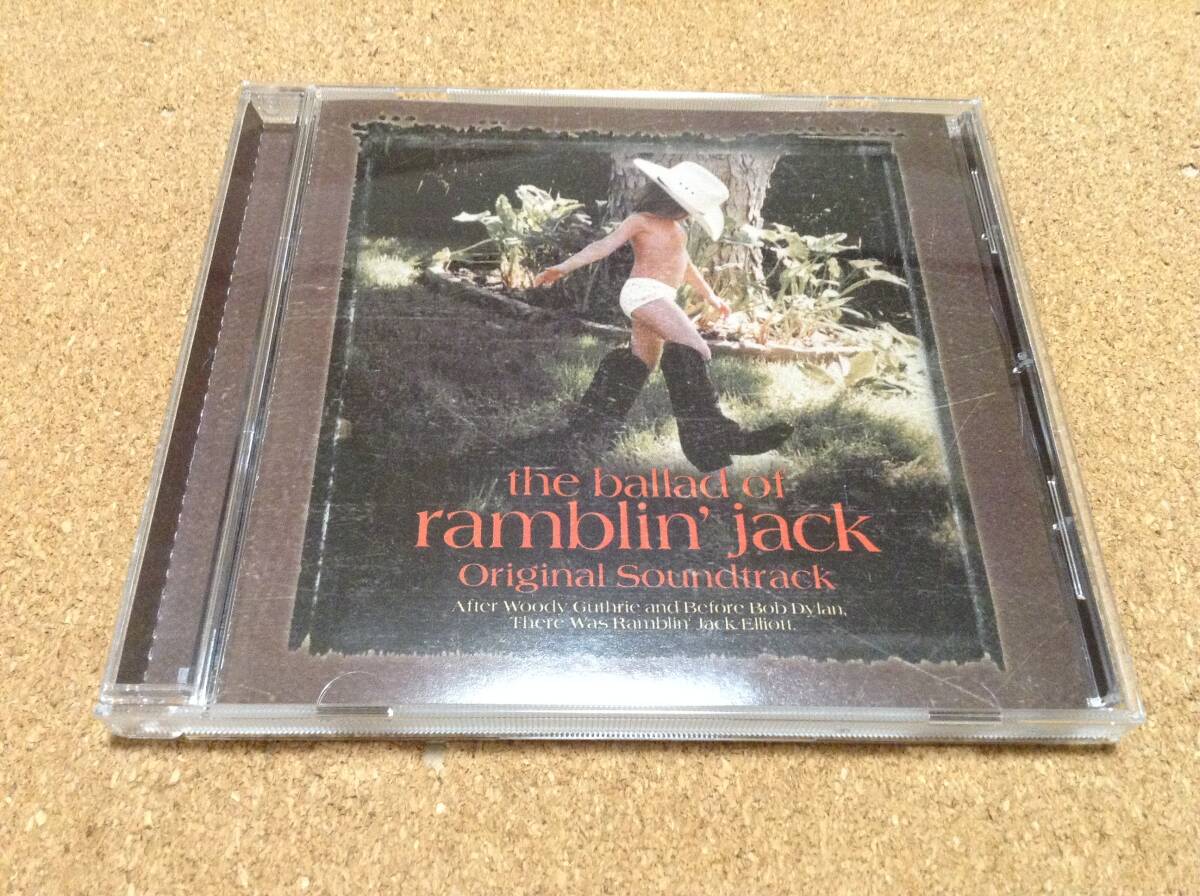 the ballad of
ramblin' jack
Original Soundtrack
After Woody Guthrie and Before Bob Dylan,
There Was Ramblin' Jack Elliott.